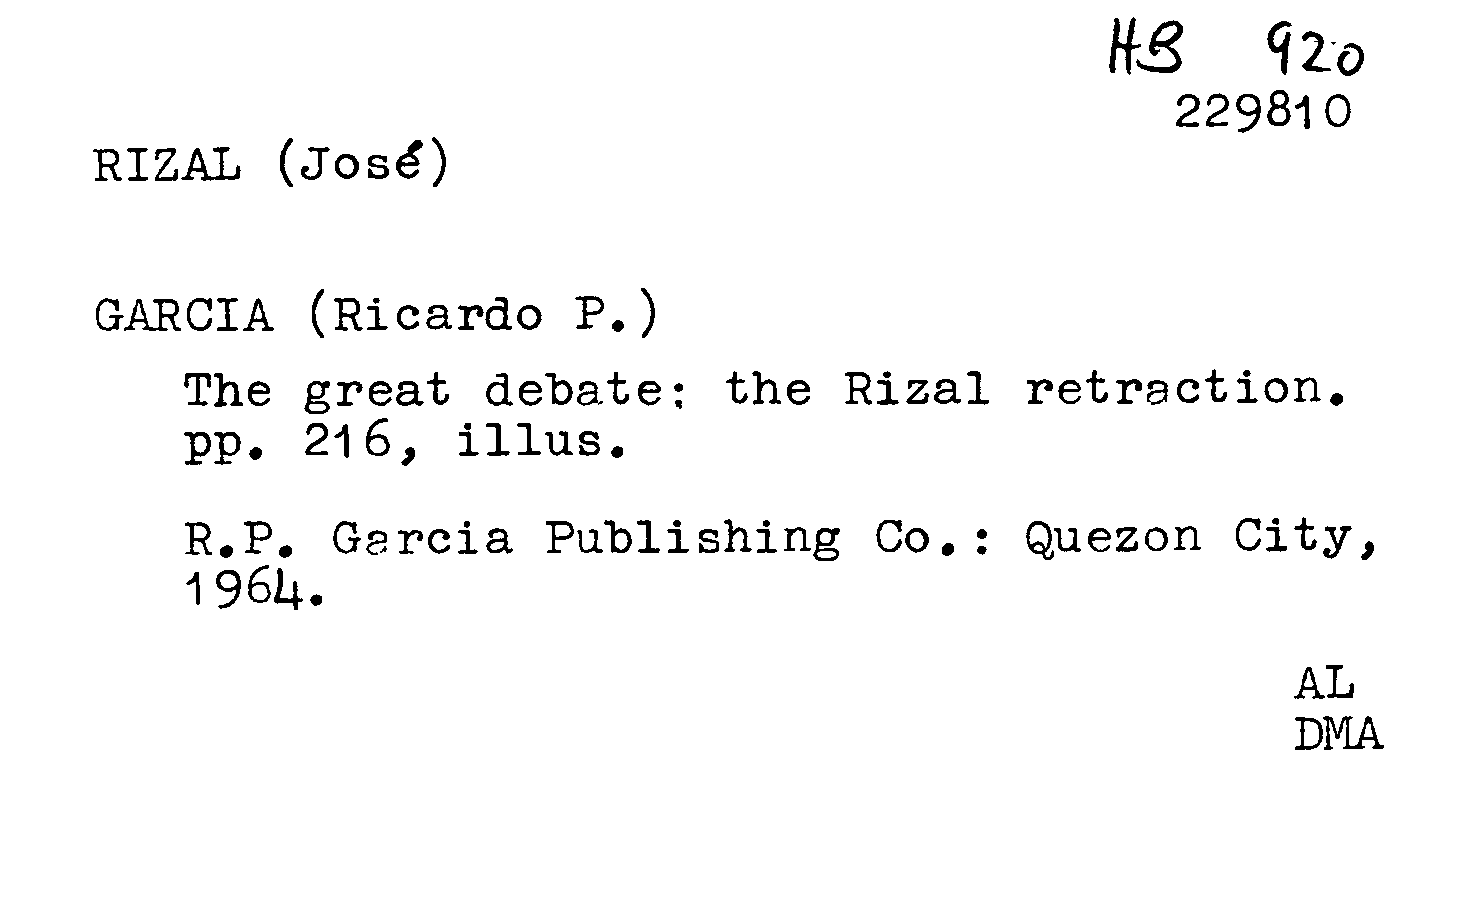 HB 920
229810
RIZAL (José)
GARCIA (Ricardo P.)
The great debate: the Rizal retraction.
pp. 216, illus.
R.P. Garcia Publishing Co.: Quezon City,
1964.
AL
DMA